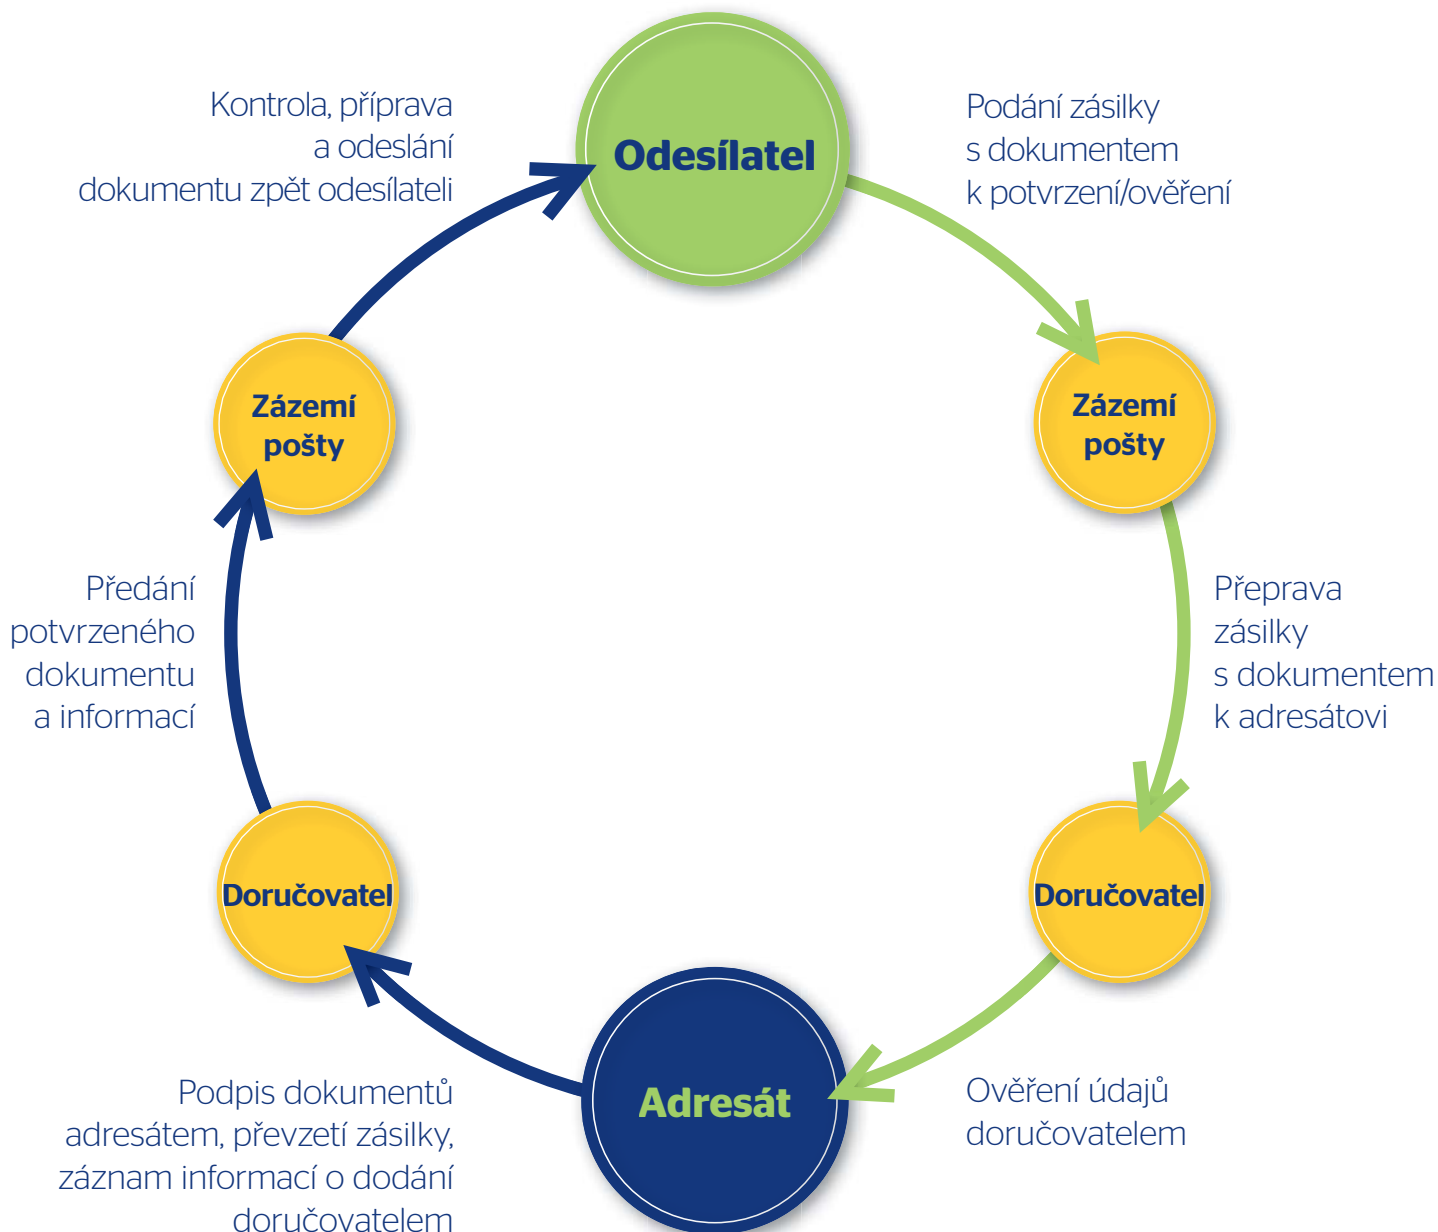 Odesílatel
Podání zásilky
s dokumentem
k potvrzení/ověření
Zázemí
pošty
Přeprava
zásilky
s dokumentem
k adresátovi
Doručovatel
Ověření údajů
doručovatelem
Adresát
Podpis dokumentů
adresátem, převzetí zásilky,
záznam informací o dodání
doručovatelem
Doručovatel
Předání
potvrzeného
dokumentu
a informací
Zázemí
pošty
Kontrola, příprava
a odeslání
dokumentu zpět odesílateli